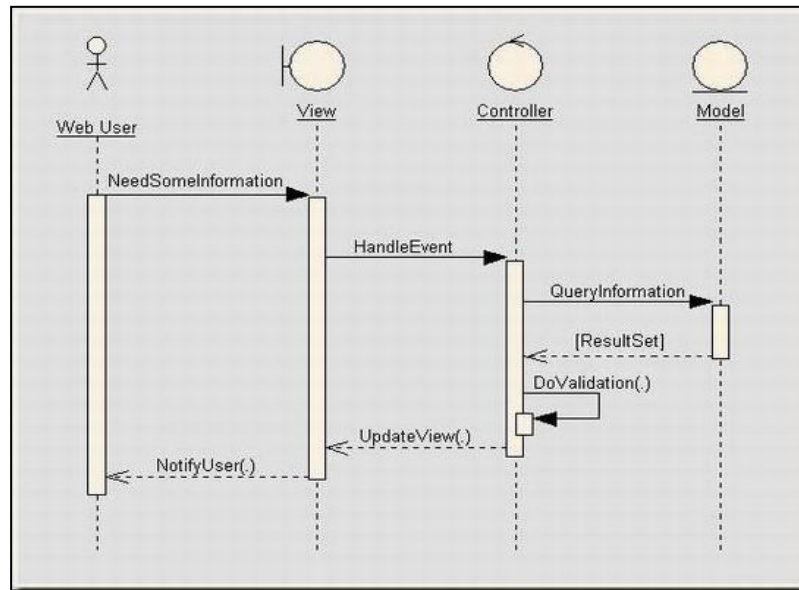 Web User
View
Controller
Model
NeedSomeInformation
HandleEvent
QueryInformation
[ResultSet]
DoValidation(.)
UpdateView(.)
NotifyUser(.)